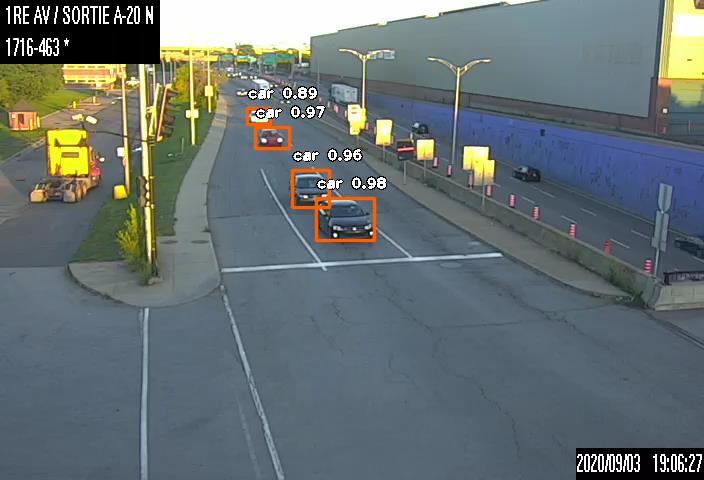 1RE AV / SORTIE A-20 N
1716-463 *
car 0.89
car 0.97
car 0.96
car 0.98
2020/09/03 19:06:27